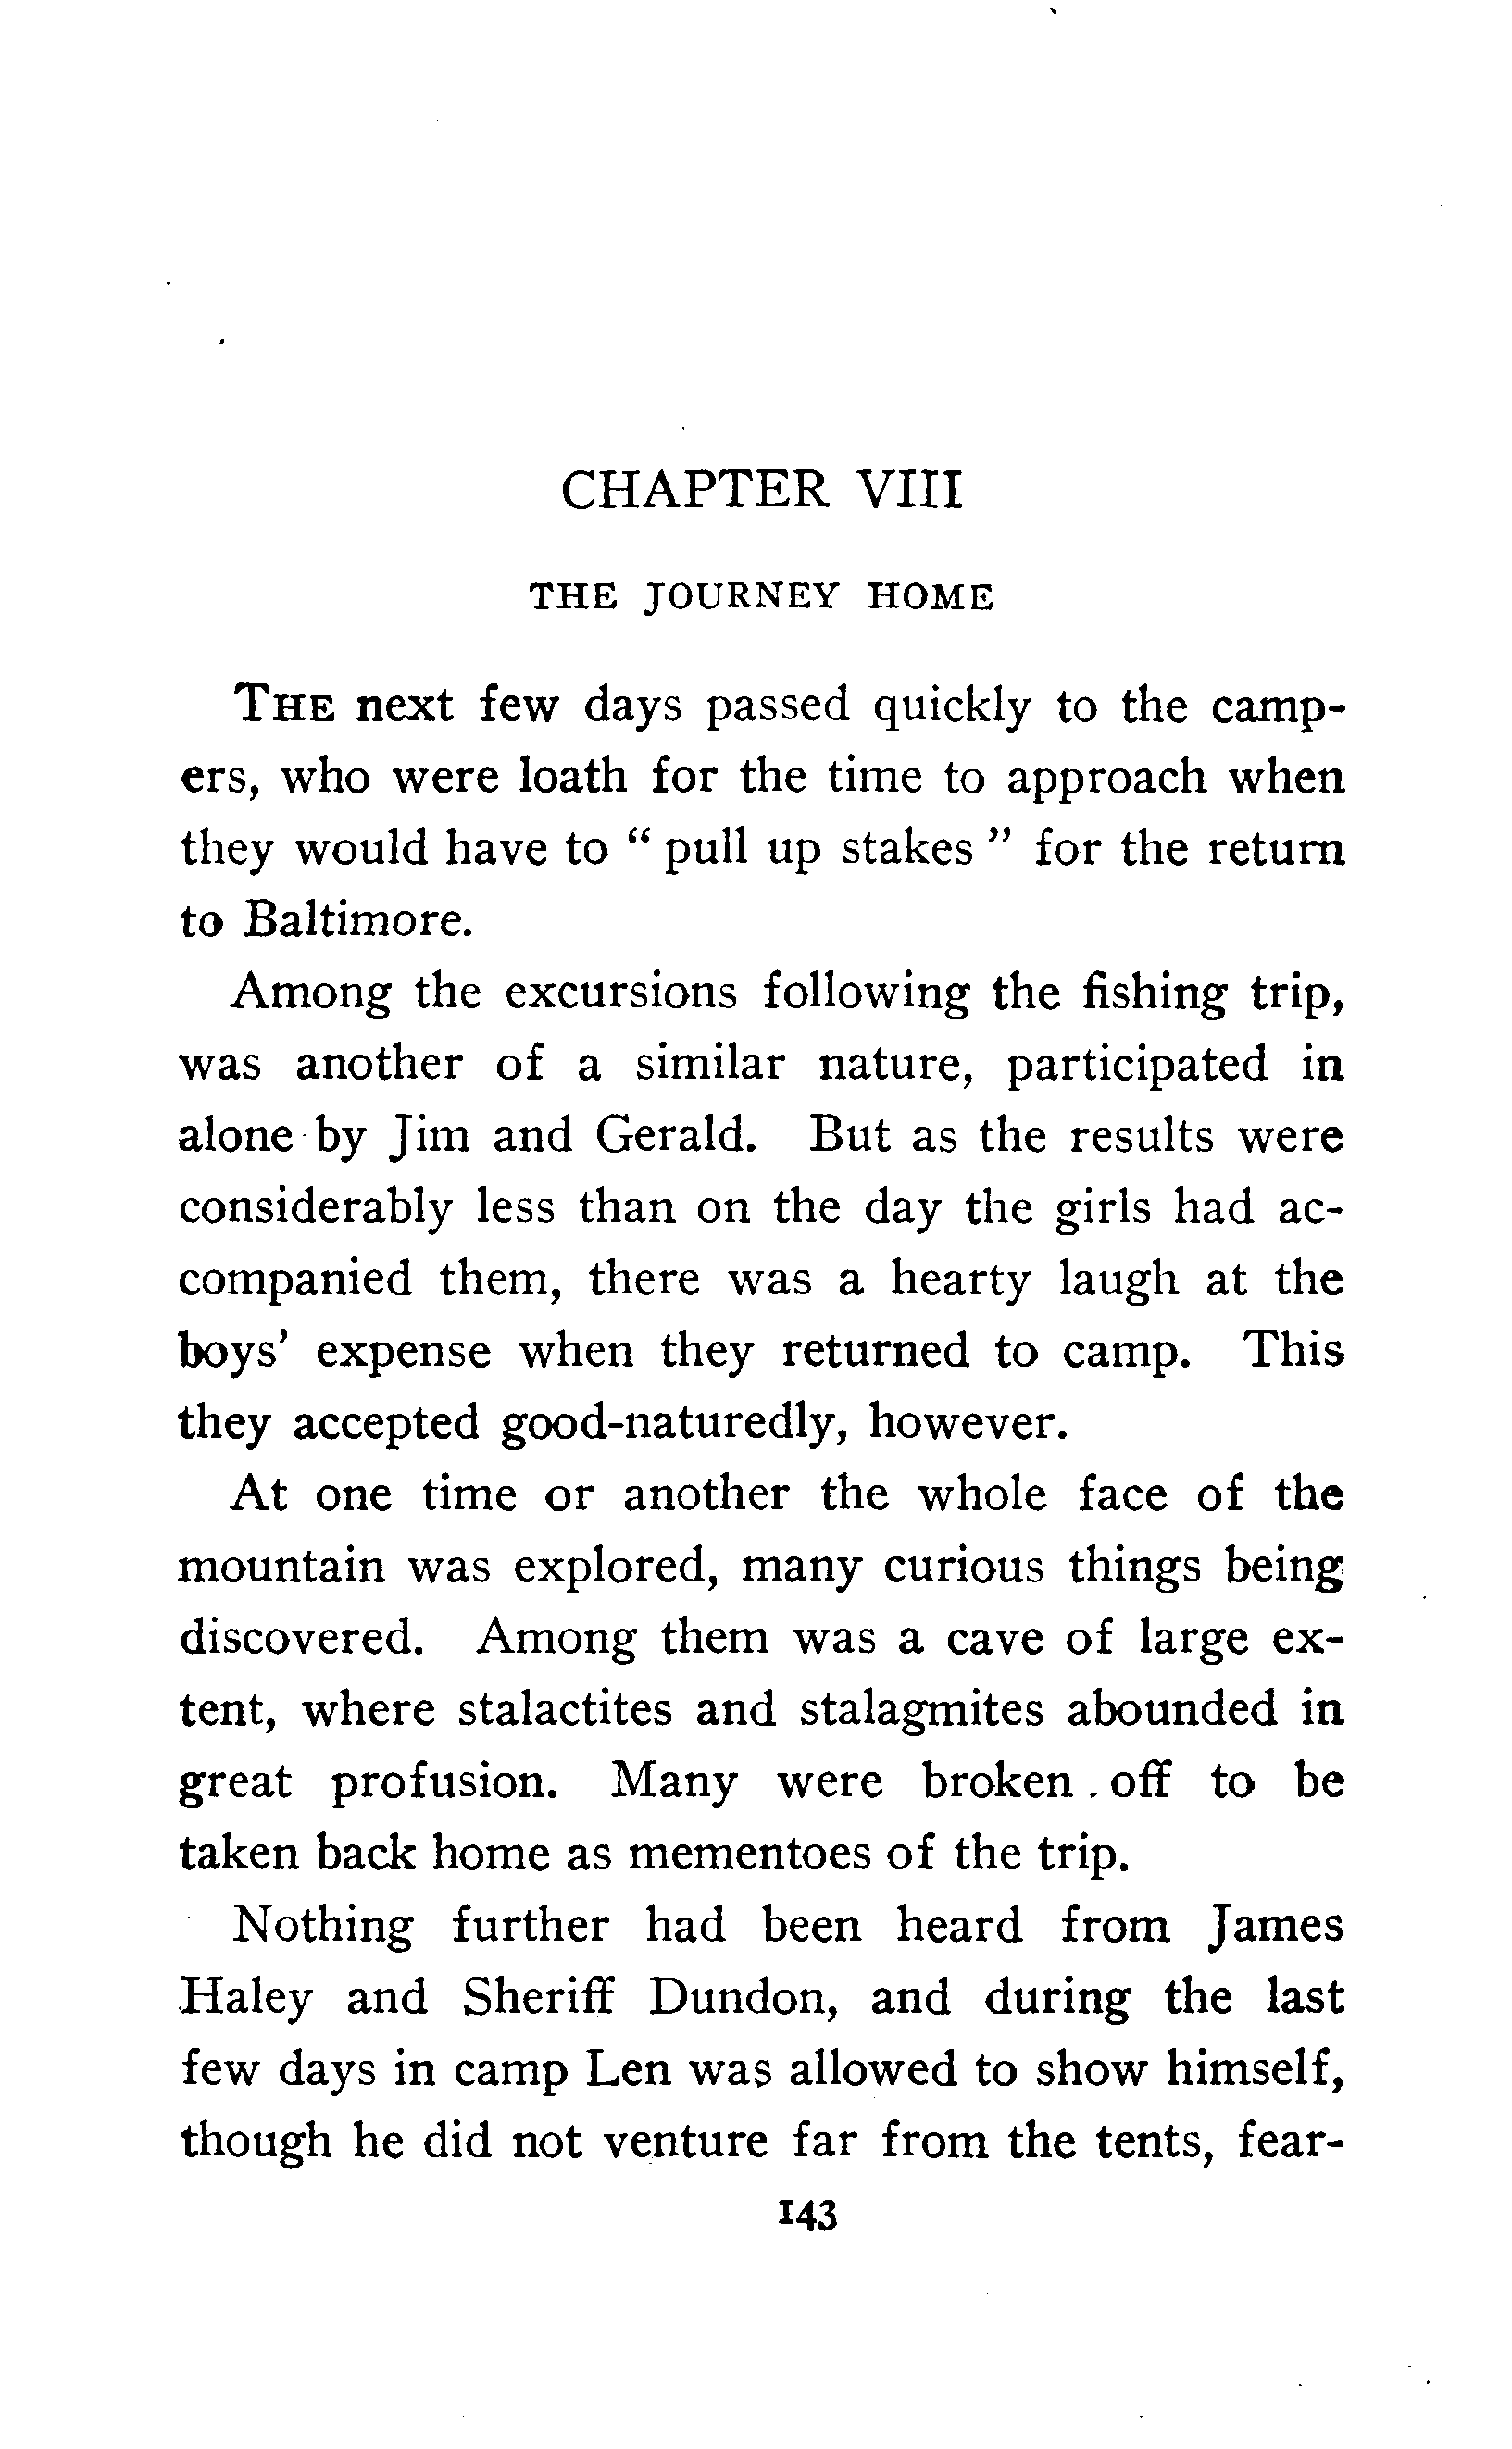 CHAPTER VIII
THE JOURNEY HOME
THE next few days passed quickly to the camp-
ers, who were loath for the time to approach when
they would have to " pull up stakes " for the return
to Baltimore.
Among the excursions following the fishing trip,
was another of a similar nature, participated in
alone by Jim and Gerald. But as the results were
considerably less than on the day the girls had ac-
companied them, there was a hearty laugh at the
boys' expense when they returned to camp. This
they accepted good-naturedly, however.
At one time or another the whole face of the
mountain was explored, many curious things being
discovered. Among them was a cave of large ex-
tent, where stalactites and stalagmites abounded in
great profusion. Many were broken off to be
taken back home as mementoes of the trip.
Nothing further had been heard from James
Haley and Sheriff Dundon, and during the last
few days in camp Len was allowed to show himself,
though he did not venture far from the tents, fear-
143